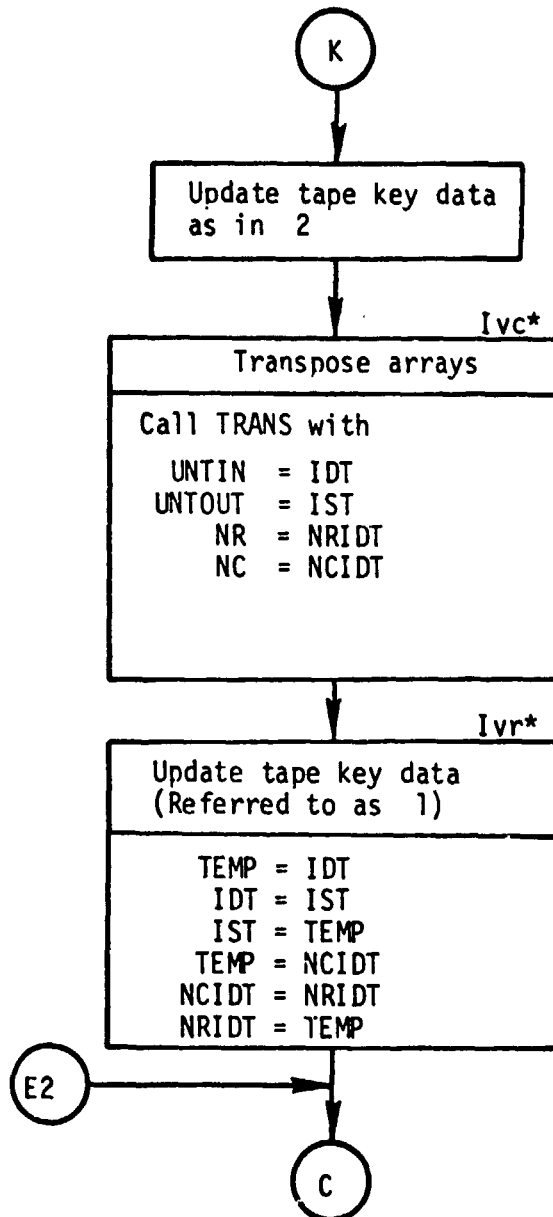 K
Update tape key data
as in 2
Ivc*
Transpose arrays
Call TRANS with
UNTIN = IDT
UNTOUT = IST
NR = NRIDT
NC = NCIDT
Ivr*
Update tape key data
(Referred to as 1)
TEMP = IDT
IDT = IST
IST = TEMP
TEMP = NCIDT
NCIDT = NRIDT
NRIDT = TEMP
E2
C